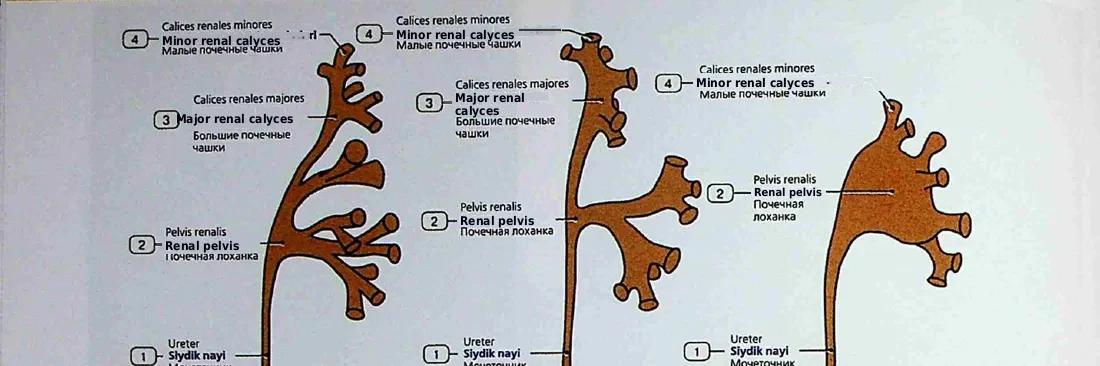 Calices renales minores
4 Minor renal calyces
Малые почечные чашки
Calices renales majores
3 Major renal calyces
Большие почечные
чашки
Pelvis renalis
2 Renal pelvis
Почечная лоханка
Ureter
1 Siydik nayi
Мочеточник
Calices renales minores
4 Minor renal calyces
Малые почечные чашки
Calices renales majores
3 Major renal
calyces
Большие почечные
чашки
Pelvis renalis
2 Renal pelvis
Почечная лоханка
Ureter
1 Siydik nayi
Мочеточник
Calices renales minores
4 Minor renal calyces
Малые почечные чашки
Pelvis renalis
2 Renal pelvis
Почечная
лоханка
Ureter
1 Siydik nayi
Мочеточник